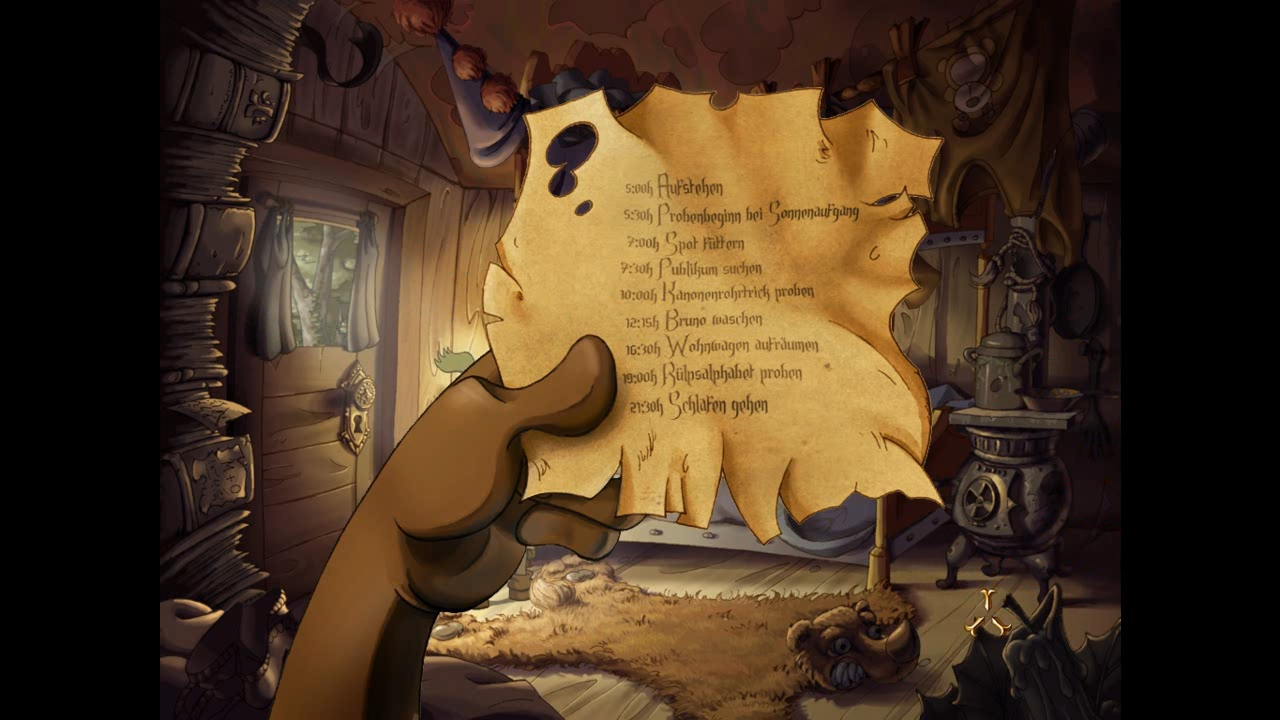 5:00h Aufstehen
5:30h Probenbeginn bei Sonnenaufgang
7:00h Spot füttern
7:30h Publikum suchen
10:00h Kanonenrohrtrick proben
12:15h Bruno waschen
16:30h Wohnwagen aufräumen
19:00h Rülpsalphabet proben
21:30h Schlafen gehen